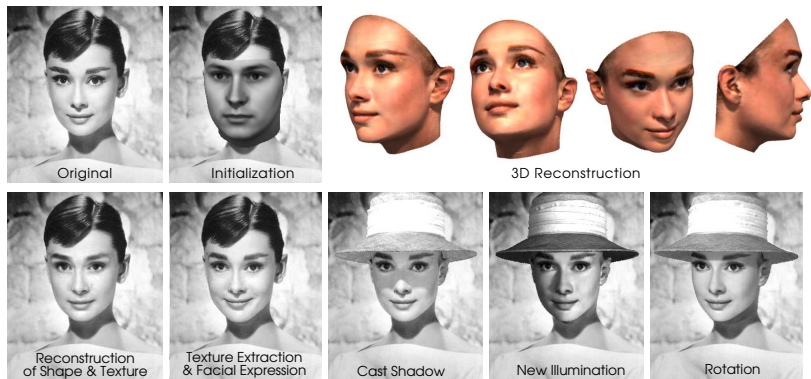 Original
Initialization
3D Reconstruction
Reconstruction
of Shape & Texture
Texture Extraction
& Facial Expression
Cast Shadow
New Illumination
Rotation